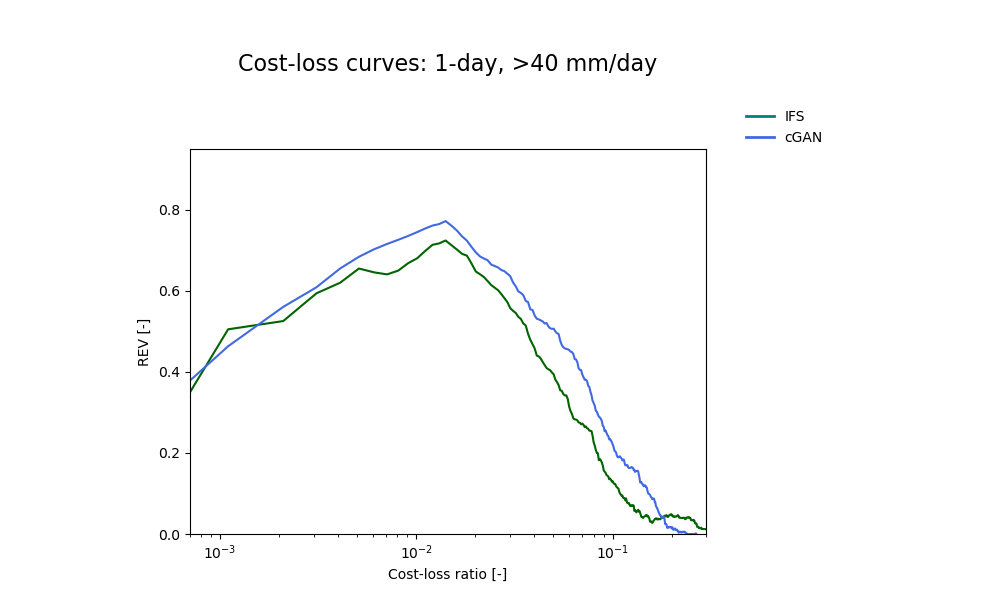 Cost-loss curves: 1-day, >40 mm/day
IFS
cGAN
0.8
0.6
0.4
0.2
0.0
REV [-]
10⁻³
10⁻²
10⁻¹
Cost-loss ratio [-]